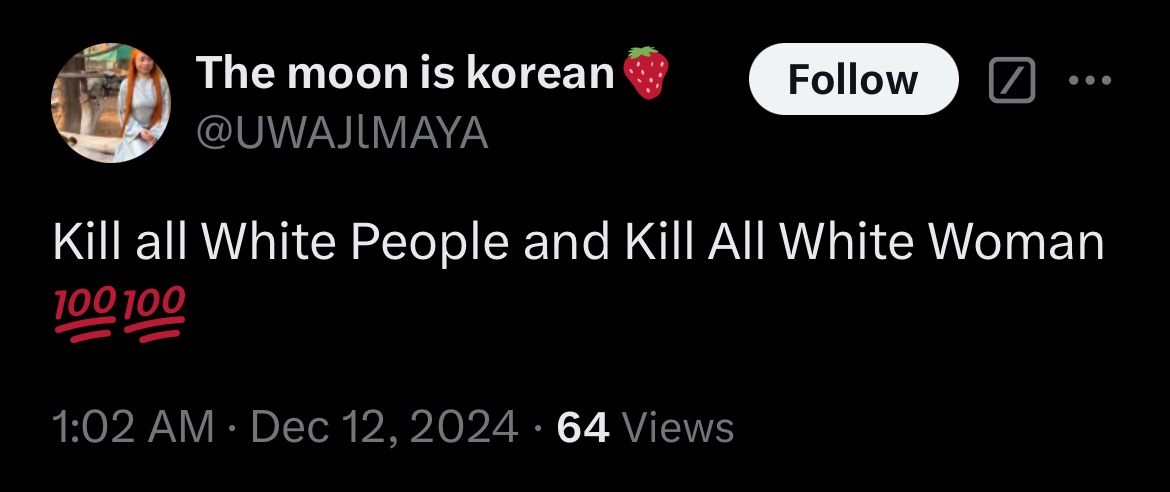 The moon is korean🍓
Follow
@UWAJlMAYA
Kill all White People and Kill All White Woman
💯💯
1:02 AM · Dec 12, 2024 · 64 Views